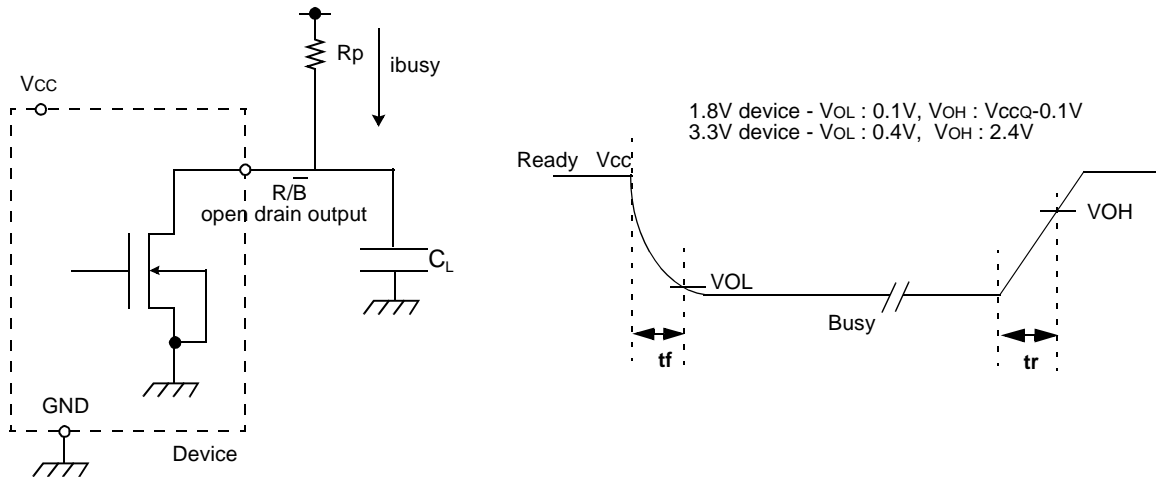 Rp
ibusy
VCC
1.8V device - VOL : 0.1V, VOH : VCCQ-0.1V
3.3V device - VOL : 0.4V, VOH : 2.4V
Ready Vcc
R/B̅
open drain output
VOH
CL
VOL
Busy
tf
tr
GND
Device